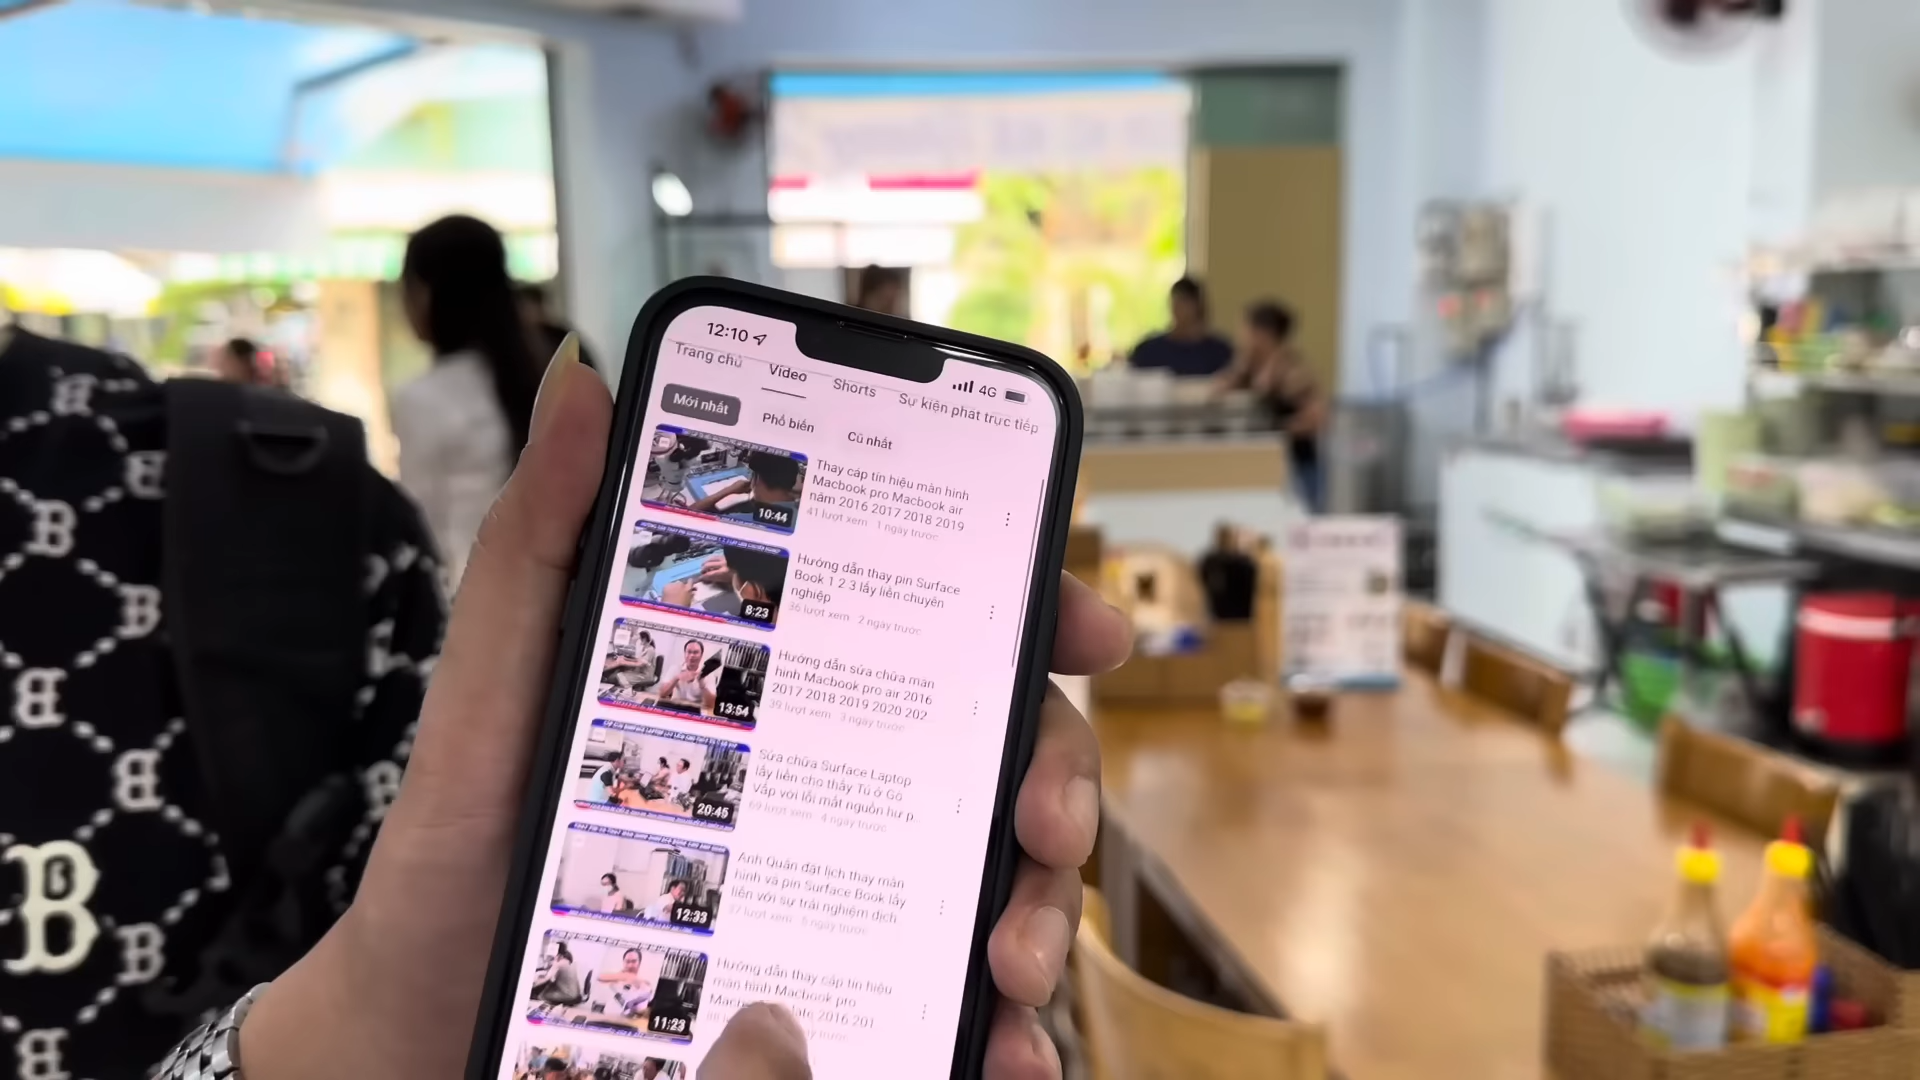 12:10
4G
Trang chủ
Video
Shorts
Sự kiện phát trực tiếp
Mới nhất
Phổ biến
Cũ nhất
10:44
Thay cáp tín hiệu màn hình
Macbook pro Macbook air
năm 2016 2017 2018 2019
41 lượt xem · 1 ngày trước
8:23
Hướng dẫn thay pin Surface
Book 1 2 3 lấy liền chuyên
nghiệp
36 lượt xem · 2 ngày trước
13:54
Hướng dẫn sửa chữa màn
hình Macbook pro air 2016
2017 2018 2019 2020 202
39 lượt xem · 3 ngày trước
20:45
Sửa chữa Surface Laptop
lấy liền cho thầy Tú ở Gò
Vấp với lỗi mất nguồn hư p..
69 lượt xem · 4 ngày trước
12:33
Anh Quân đặt lịch thay màn
hình và pin Surface Book lấy
liền với sự trải nghiệm dịch..
37 lượt xem · 5 ngày trước
11:23
Hướng dẫn thay cáp tín hiệu
màn hình Macbook pro
late 2016 201
B
B
B
B
B
B
B
B
B